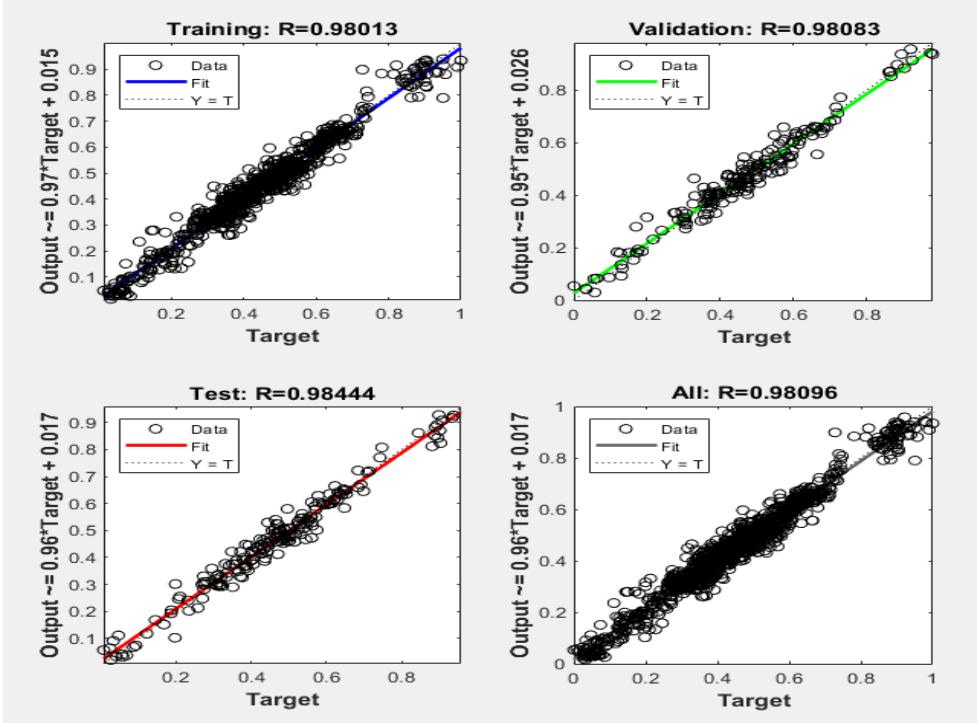 Training: R=0.98013
Output ~= 0.97*Target + 0.015
Data
Fit
Y = T
0.9
0.8
0.7
0.6
0.5
0.4
0.3
0.2
0.1
0.2 0.4 0.6 0.8 1
Target
Validation: R=0.98083
Output ~= 0.95*Target + 0.026
Data
Fit
Y = T
0.8
0.6
0.4
0.2
0
0 0.2 0.4 0.6 0.8
Target
Test: R=0.98444
Output ~= 0.96*Target + 0.017
Data
Fit
Y = T
0.9
0.8
0.7
0.6
0.5
0.4
0.3
0.2
0.1
0.2 0.4 0.6 0.8
Target
All: R=0.98096
Output ~= 0.96*Target + 0.017
Data
Fit
Y = T
1
0.8
0.6
0.4
0.2
0
0 0.2 0.4 0.6 0.8 1
Target